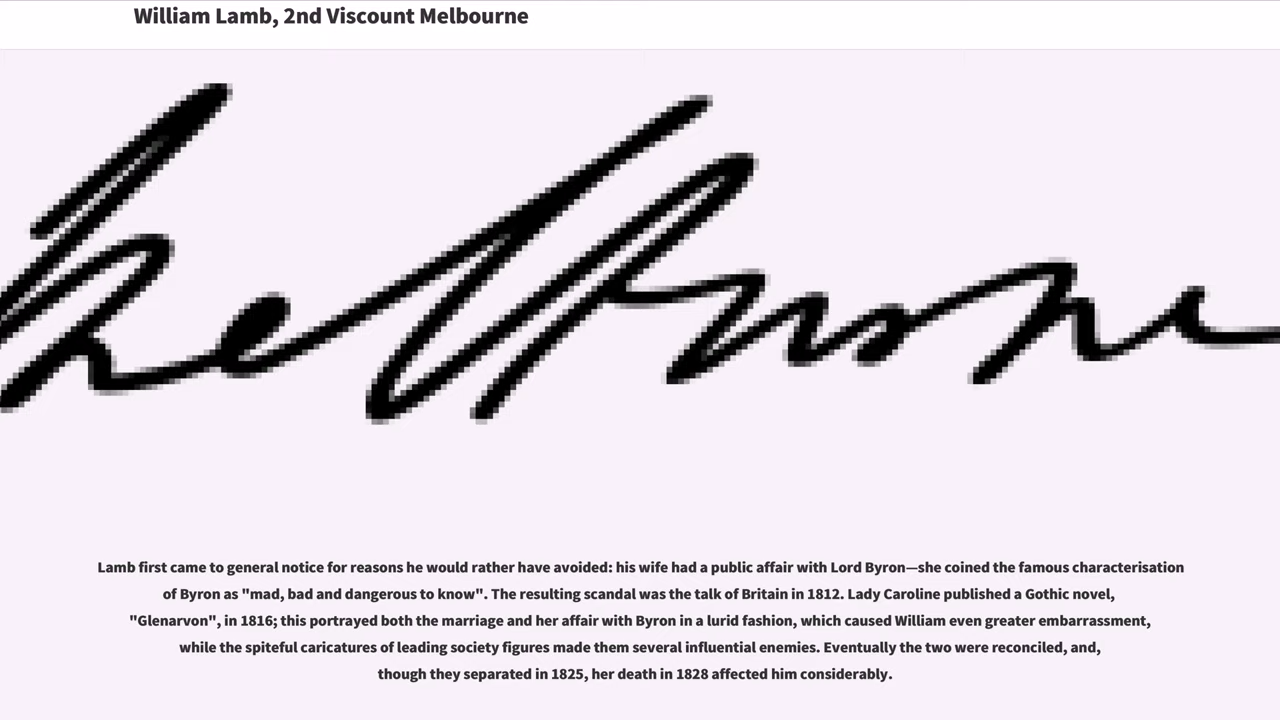 William Lamb, 2nd Viscount Melbourne
Melbourne
Lamb first came to general notice for reasons he would rather have avoided: his wife had a public affair with Lord Byron—she coined the famous characterisation
of Byron as "mad, bad and dangerous to know". The resulting scandal was the talk of Britain in 1812. Lady Caroline published a Gothic novel,
"Glenarvon", in 1816; this portrayed both the marriage and her affair with Byron in a lurid fashion, which caused William even greater embarrassment,
while the spiteful caricatures of leading society figures made them several influential enemies. Eventually the two were reconciled, and,
though they separated in 1825, her death in 1828 affected him considerably.